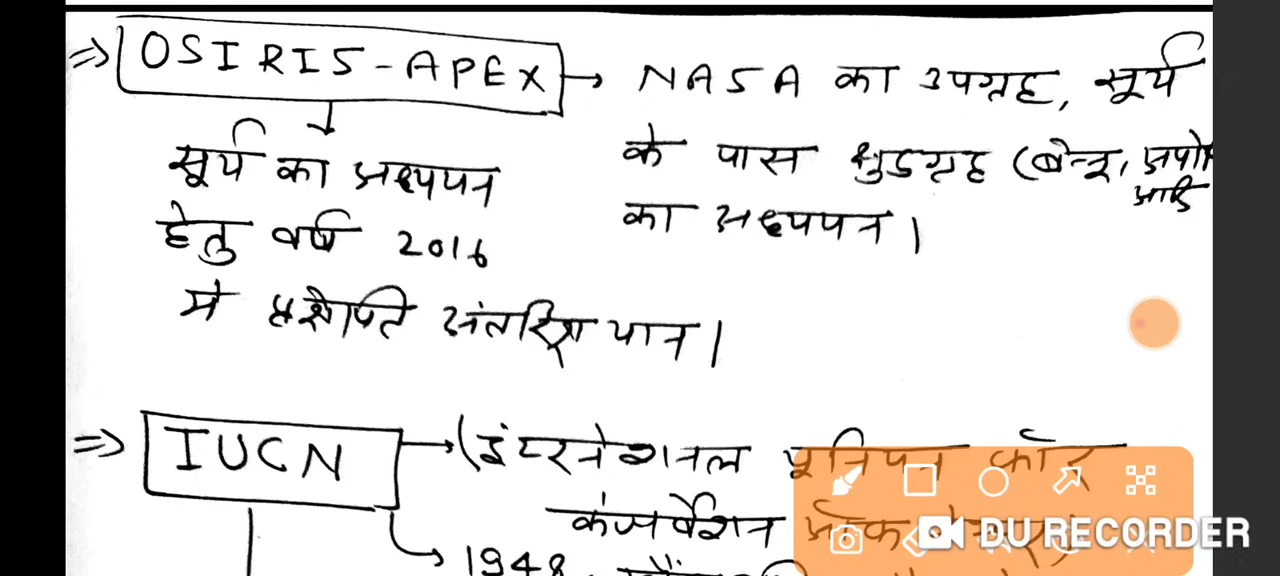 => OSIRIS-APEX → NASA का उपग्रह, सूर्य
के पास क्षुद्रग्रह (बेन्नू, अपो
आदि
का अध्ययन।
सूर्य का अध्ययन
हेतु वर्ष 2016
में प्रक्षेपित अंतरिक्ष यान।
=> IUCN → (इंटरनेशनल यूनियन फॉर
कंजर्वेशन ऑफ
1948
DU RECORDER